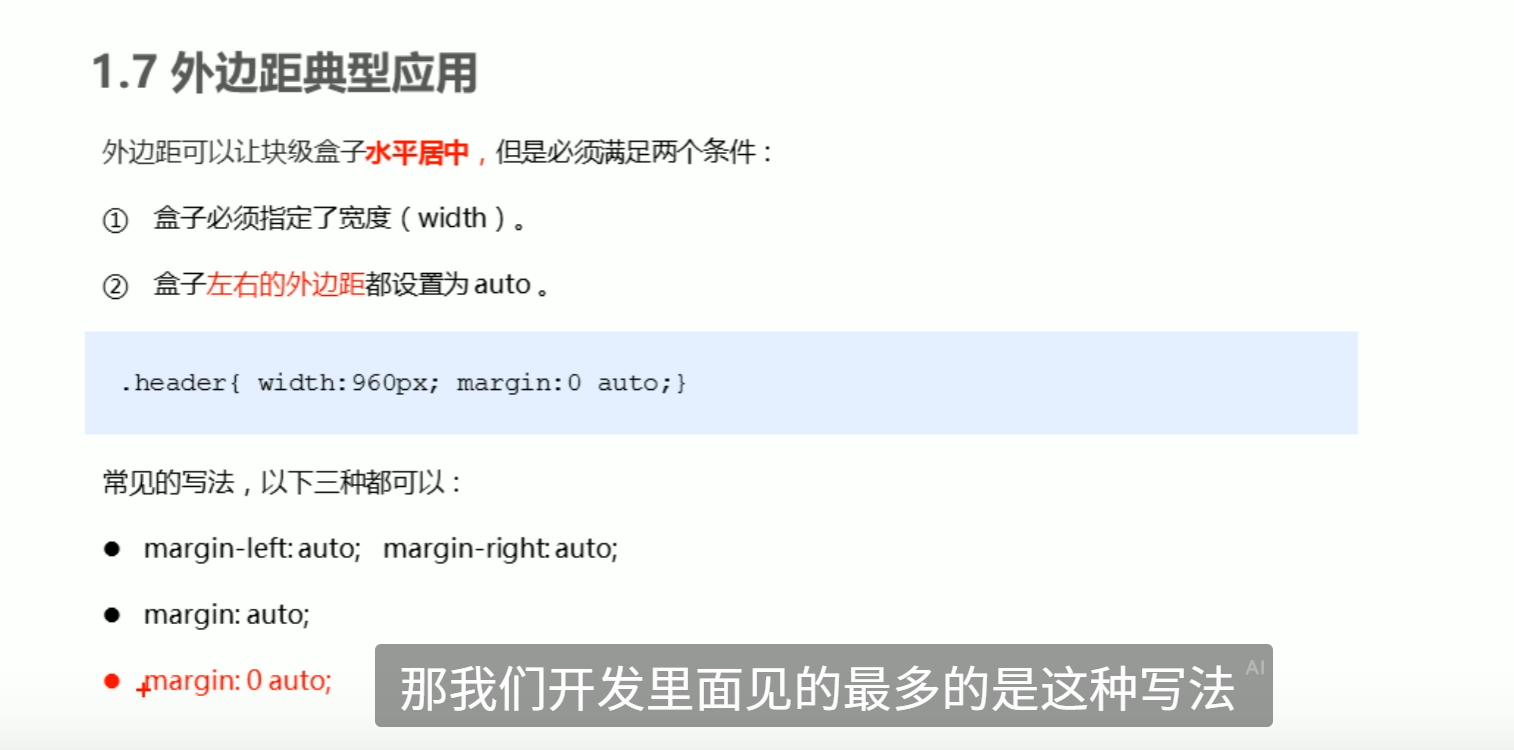 1.7 外边距典型应用
外边距可以让块级盒子水平居中，但是必须满足两个条件：
① 盒子必须指定了宽度（width）。
② 盒子左右的外边距都设置为 auto 。
.header{ width:960px; margin:0 auto;}
常见的写法，以下三种都可以：
● margin-left: auto; margin-right: auto;
● margin: auto;
● margin: 0 auto;
那我们开发里面见的最多的是这种写法 AI